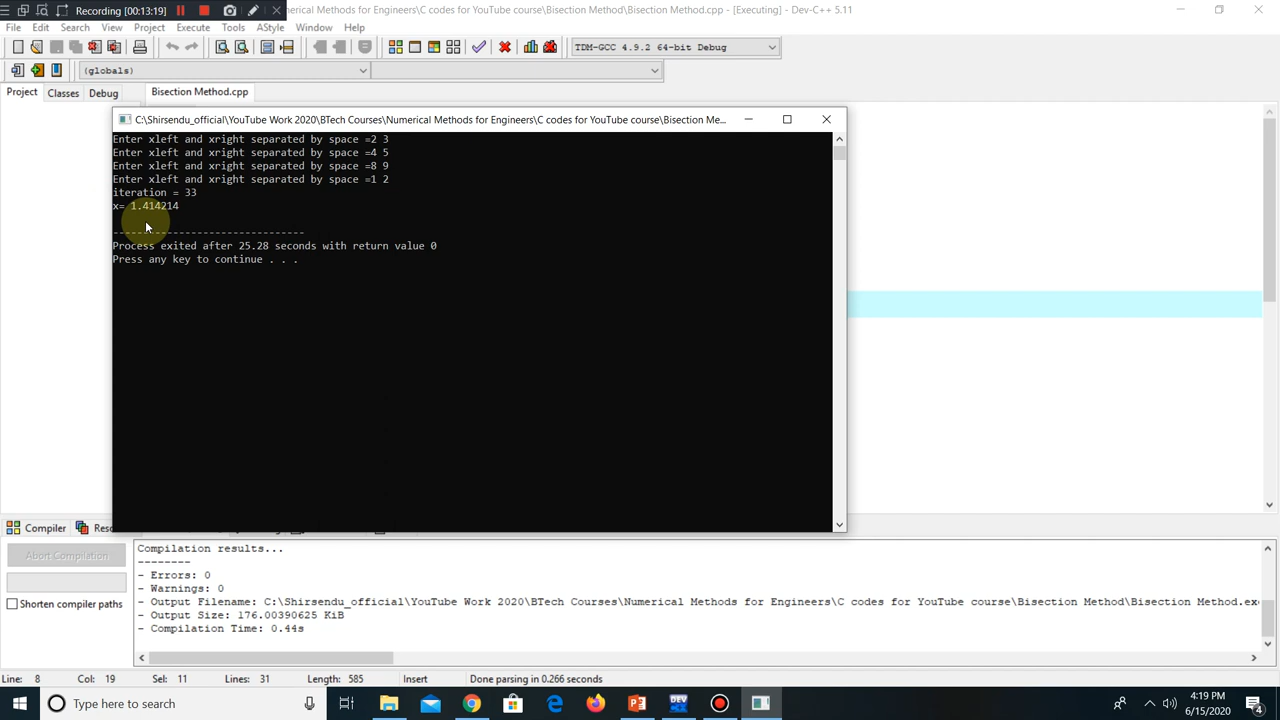 Recording [00:13:19]
umerical Methods for Engineers\C codes for YouTube course\Bisection Method\Bisection Method.cpp - [Executing] - Dev-C++ 5.11
File Edit Search View Project Execute Tools AStyle Window Help
TDM-GCC 4.9.2 64-bit Debug
(globals)
Project Classes Debug Bisection Method.cpp
C:\Shirsendu_official\YouTube Work 2020\BTech Courses\Numerical Methods for Engineers\C codes for YouTube course\Bisection Me...
Enter xleft and xright separated by space =2 3
Enter xleft and xright separated by space =4 5
Enter xleft and xright separated by space =8 9
Enter xleft and xright separated by space =1 2
iteration = 33
x= 1.414214
--------------------------------
Process exited after 25.28 seconds with return value 0
Press any key to continue . . .
Compiler Resou
Abort Compilation
Shorten compiler paths
Compilation results...
--------
- Errors: 0
- Warnings: 0
- Output Filename: C:\Shirsendu_official\YouTube Work 2020\BTech Courses\Numerical Methods for Engineers\C codes for YouTube course\Bisection Method\Bisection Method.ex
- Output Size: 176.00390625 KiB
- Compilation Time: 0.44s
Line: 8 Col: 19 Sel: 11 Lines: 31 Length: 585 Insert Done parsing in 0.266 seconds
Type here to search
DEV
4:19 PM
6/15/2020
4